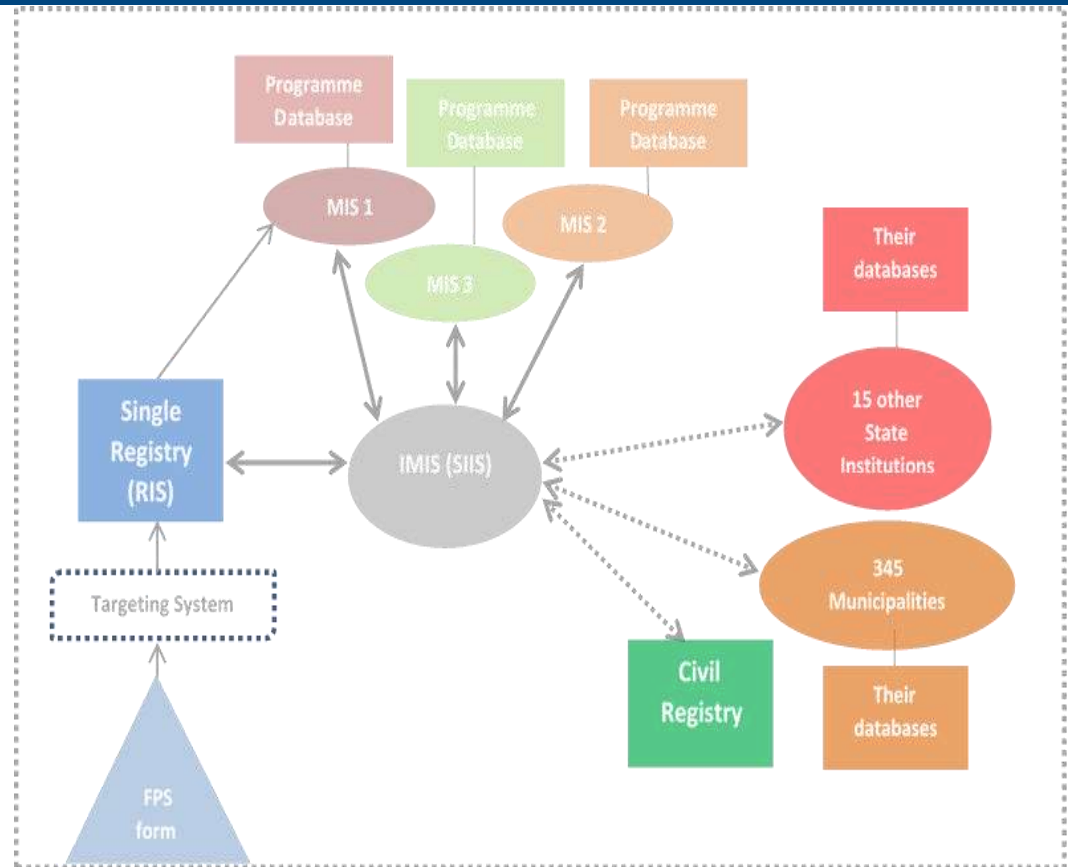 Programme
Database
Programme
Database
Programme
Database
MIS 1
MIS 2
MIS 3
Their
databases
Single
Registry
(RIS)
IMIS (SIIS)
15 other
State
Institutions
Targeting System
345
Municipalities
Civil
Registry
Their
databases
FPS
form